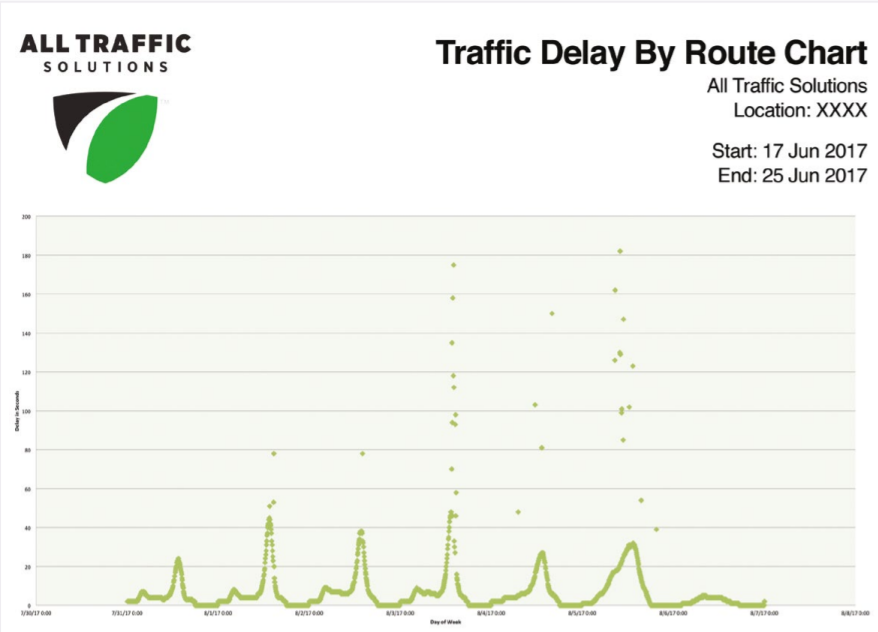 ALL TRAFFIC
SOLUTIONS
Traffic Delay By Route Chart
All Traffic Solutions
Location: XXXX
Start: 17 Jun 2017
End: 25 Jun 2017
200
180
160
140
120
100
80
60
40
20
0
Delay in Seconds
7/30/17 0:00
7/31/17 0:00
8/1/17 0:00
8/2/17 0:00
8/3/17 0:00
8/4/17 0:00
8/5/17 0:00
8/6/17 0:00
8/7/17 0:00
8/8/17 0:00
Day of Week